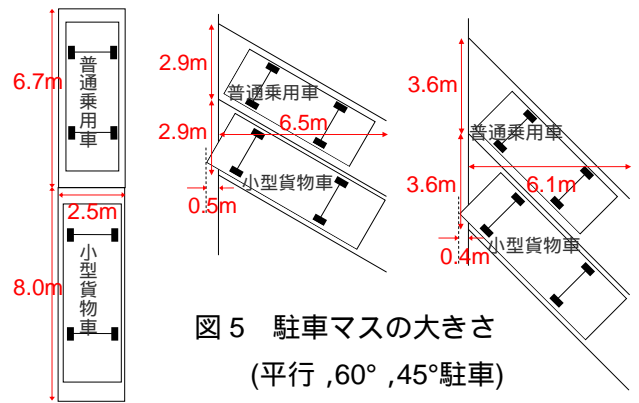 6.7m
普通乗用車
2.5m
8.0m
小型貨物車
2.9m
普通乗用車
2.9m
6.5m
小型貨物車
0.5m
3.6m
普通乗用車
3.6m
6.1m
小型貨物車
0.4m
図5 駐車マスの大きさ
(平行 ,60° ,45°駐車)